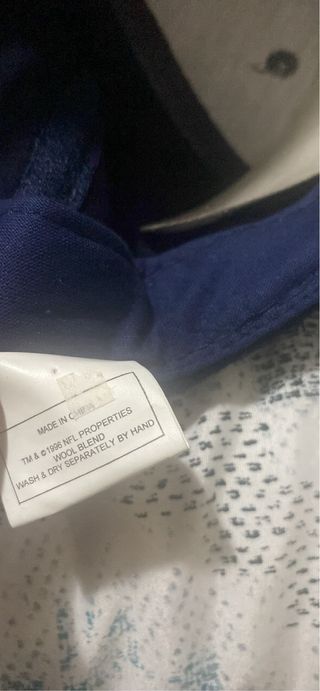 MADE IN CHINA
TM & ©1996 NFL PROPERTIES
WOOL BLEND
WASH & DRY SEPARATELY BY HAND